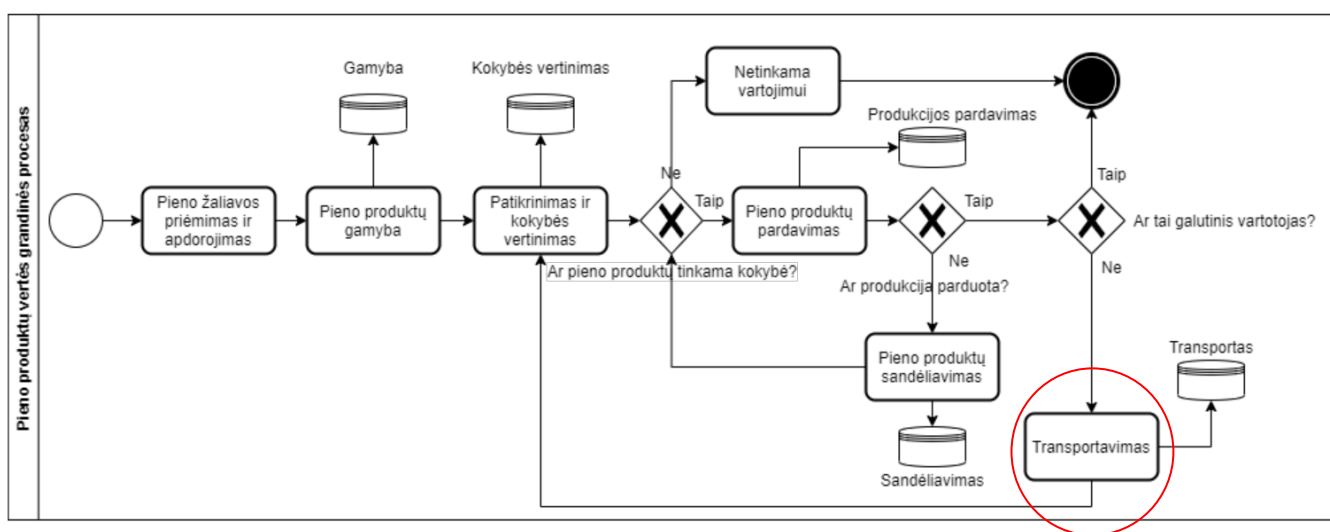 Pieno produktų vertės grandinės procesas
Gamyba
Kokybės vertinimas
Netinkama
vartojimui
Produkcijos pardavimas
Pieno žaliavos
priėmimas ir
apdorojimas
Pieno produktų
gamyba
Patikrinimas ir
kokybės
vertinimas
Ne
Taip
Pieno produktų
pardavimas
Taip
Taip
Ar tai galutinis vartotojas?
Ar pieno produktų tinkama kokybė?
Ne
Ne
Ar produkcija parduota?
Pieno produktų
sandėliavimas
Transportas
Transportavimas
Sandėliavimas